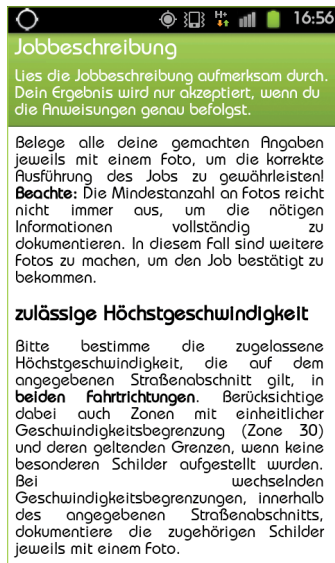 16:56
Jobbeschreibung
Lies die Jobbeschreibung aufmerksam durch.
Dein Ergebnis wird nur akzeptiert, wenn du
die Anweisungen genau befolgst.
Belege alle deine gemachten Angaben
jeweils mit einem Foto, um die korrekte
Ausführung des Jobs zu gewährleisten!
Beachte: Die Mindestanzahl an Fotos reicht
nicht immer aus, um die nötigen
Informationen vollständig zu
dokumentieren. In diesem Fall sind weitere
Fotos zu machen, um den Job bestätigt zu
bekommen.
zulässige Höchstgeschwindigkeit
Bitte bestimme die zugelassene
Höchstgeschwindigkeit, die auf dem
angegebenen Straßenabschnitt gilt, in
beiden Fahrtrichtungen. Berücksichtige
dabei auch Zonen mit einheitlicher
Geschwindigkeitsbegrenzung (Zone 30)
und deren geltenden Grenzen, wenn keine
besonderen Schilder aufgestellt wurden.
Bei wechselnden
Geschwindigkeitsbegrenzungen, innerhalb
des angegebenen Straßenabschnitts,
dokumentiere die zugehörigen Schilder
jeweils mit einem Foto.